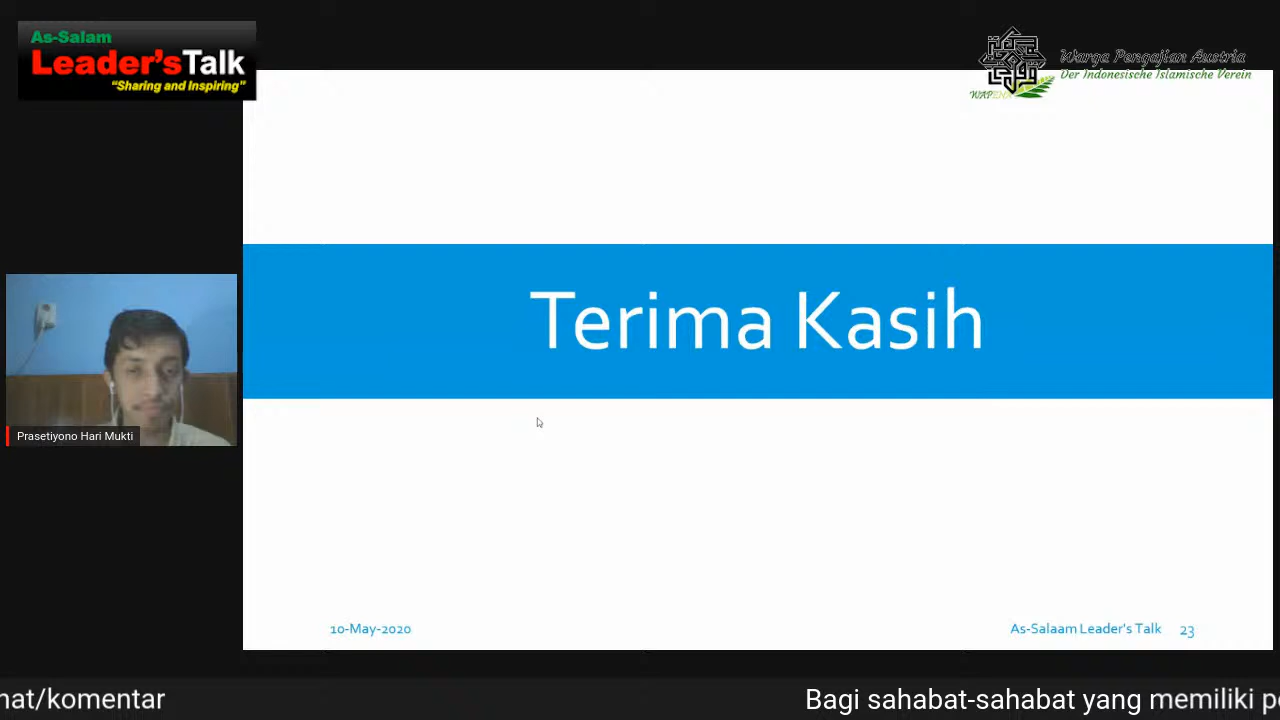 As-Salam
Leader'sTalk
"Sharing and Inspiring"
Warga Pengajian Austria
Der Indonesische Islamische Verein
WAPENA
Terima Kasih
Prasetiyono Hari Mukti
10-May-2020
As-Salaam Leader's Talk 23
/komentar
Bagi sahabat-sahabat yang memiliki